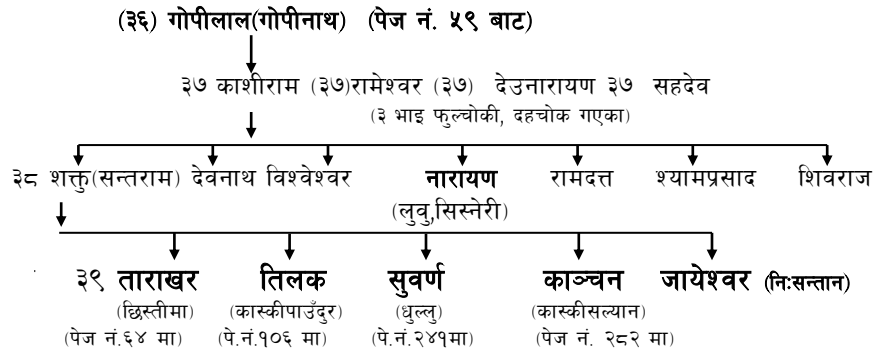 (३६) गोपीलाल(गोपीनाथ) (पेज नं. ५९ बाट)
३७ काशीराम (३७)रामेश्वर (३७) देउनारायण ३७ सहदेव
(३ भाइ फुल्चोकी, दहचोक गएका)
३८ शक्तु(सन्तराम) देवनाथ विश्वेश्वर नारायण रामदत्त श्यामप्रसाद शिवराज
(लुवु,सिस्नेरी)
३९ ताराखर तिलक सुवर्ण काञ्चन जायेश्वर (निःसन्तान)
(छिस्तीमा) (कास्कीपाउँदुर) (धुल्लु) (कास्कीसल्यान)
(पेज नं.६४ मा) (पे.नं.१०६ मा) (पे.नं.२४१मा) (पेज नं. २८२ मा)